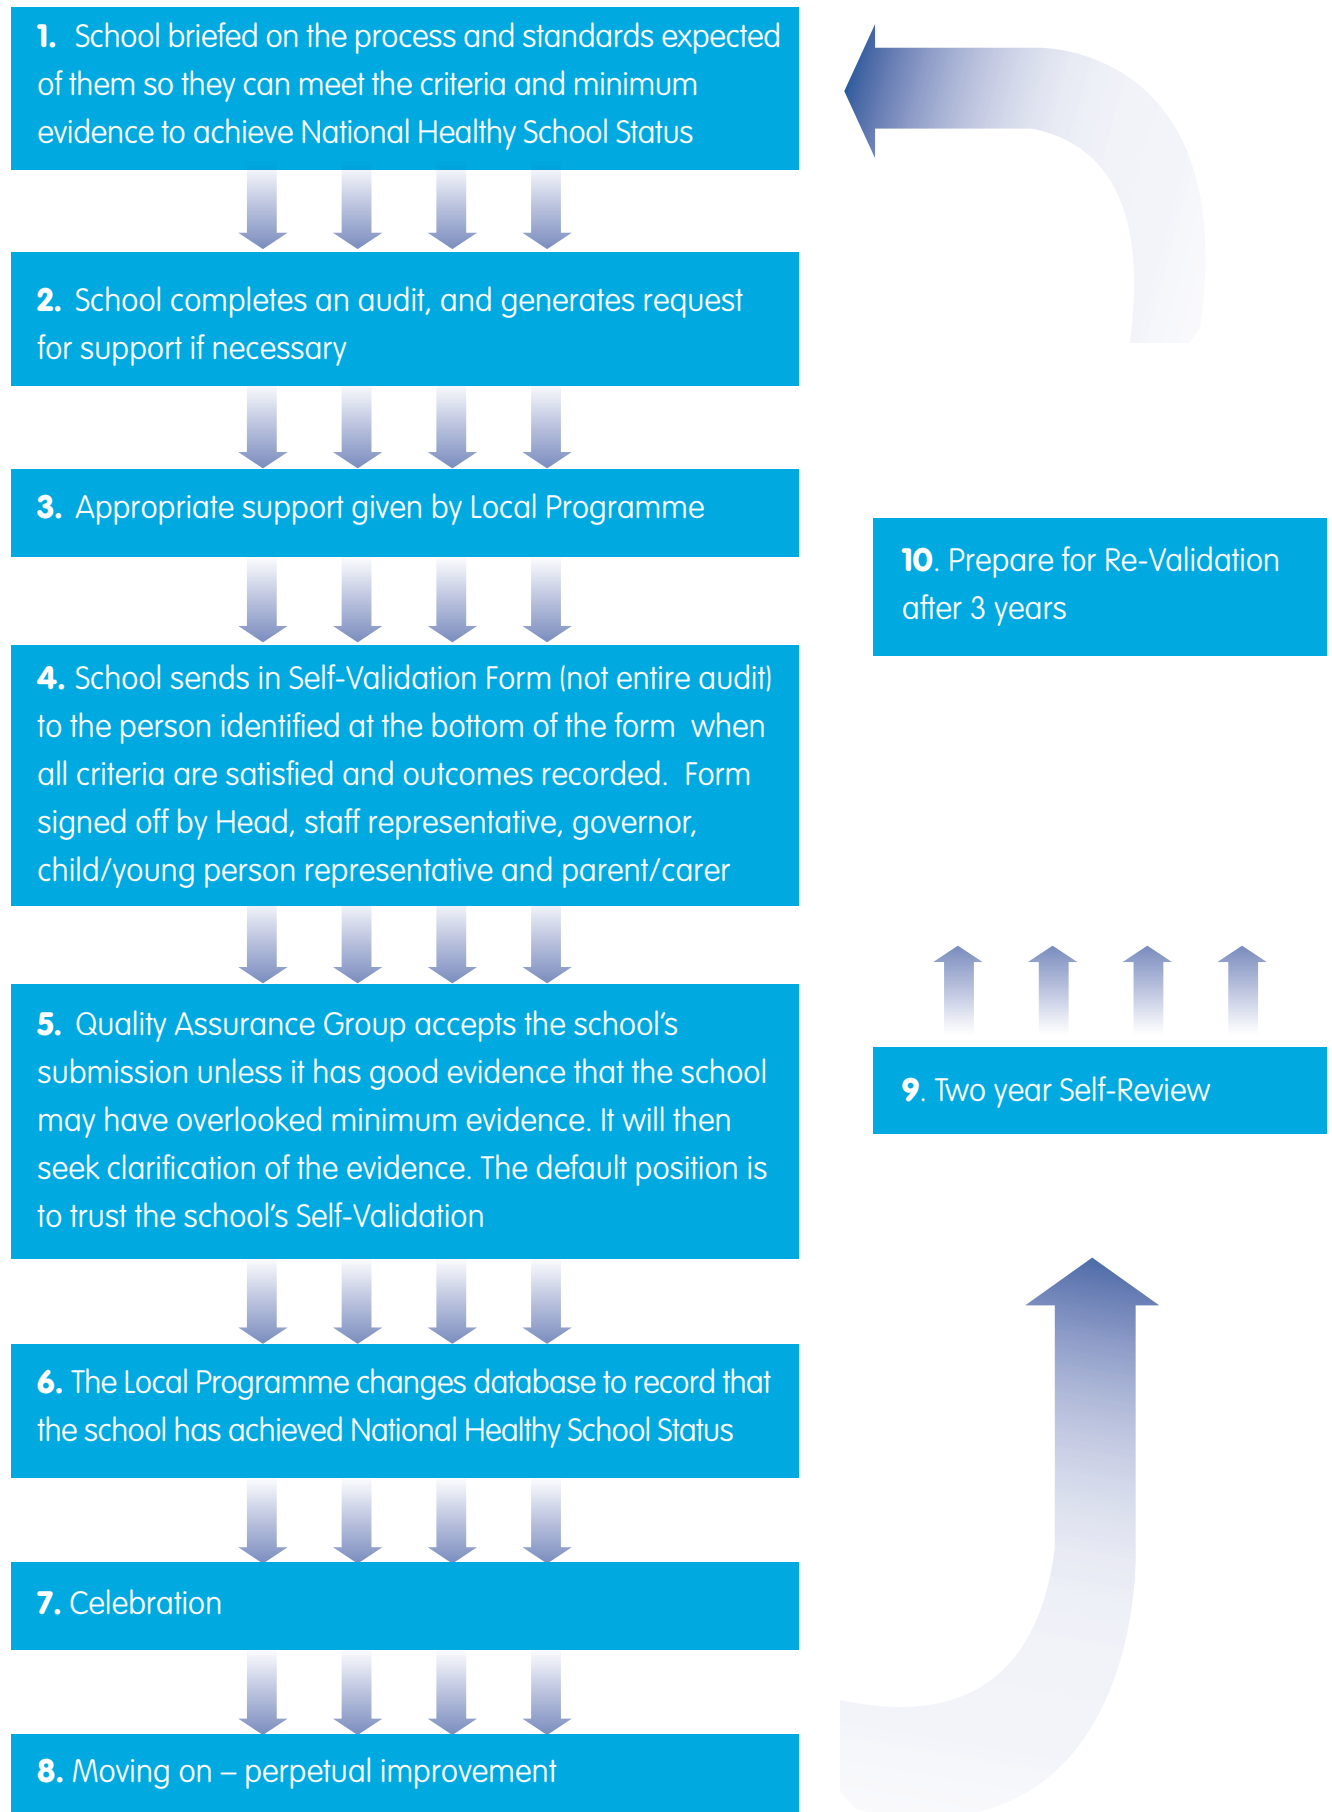 1. School briefed on the process and standards expected
of them so they can meet the criteria and minimum
evidence to achieve National Healthy School Status
2. School completes an audit, and generates request
for support if necessary
3. Appropriate support given by Local Programme
4. School sends in Self-Validation Form (not entire audit)
to the person identified at the bottom of the form when
all criteria are satisfied and outcomes recorded. Form
signed off by Head, staff representative, governor,
child/young person representative and parent/carer
5. Quality Assurance Group accepts the school’s
submission unless it has good evidence that the school
may have overlooked minimum evidence. It will then
seek clarification of the evidence. The default position is
to trust the school’s Self-Validation
6. The Local Programme changes database to record that
the school has achieved National Healthy School Status
7. Celebration
8. Moving on – perpetual improvement
9. Two year Self-Review
10. Prepare for Re-Validation
after 3 years